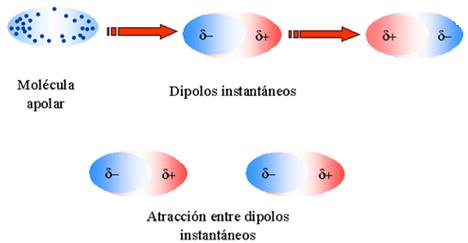 δ− δ+
δ+ δ−
Molécula
apolar
Dipolos instantáneos
δ− δ+
δ− δ+
Atracción entre dipolos
instantáneos